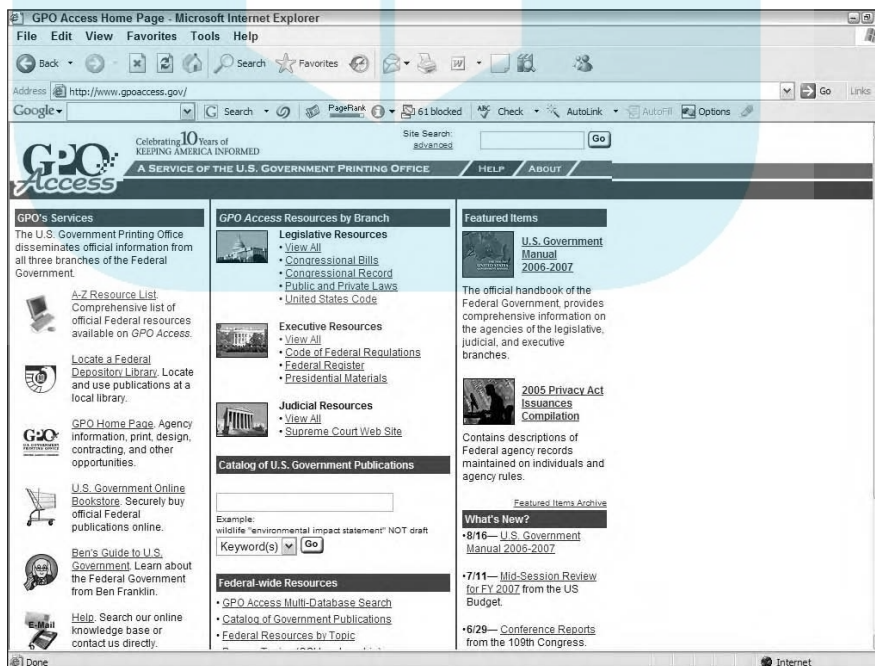 GPO Access Home Page - Microsoft Internet Explorer
File Edit View Favorites Tools Help
Back Search Favorites
Address http://www.gpoaccess.gov/ Go Links
Google Search PageRank 61 blocked Check AutoLink AutoFill Options
Celebrating 10 Years of
KEEPING AMERICA INFORMED
Site Search:
advanced
Go
GPO
Access
A SERVICE OF THE U.S. GOVERNMENT PRINTING OFFICE
HELP ABOUT
GPO's Services
The U.S. Government Printing Office
disseminates official information from
all three branches of the Federal
Government.
A-Z Resource List.
Comprehensive list of
official Federal resources
available on GPO Access.
Locate a Federal
Depository Library. Locate
and use publications at a
local library.
GPO
GPO Home Page. Agency
information, print, design,
contracting, and other
opportunities.
U.S. Government Online
Bookstore. Securely buy
official Federal
publications online.
Ben's Guide to U.S.
Government. Learn about
the Federal Government
from Ben Franklin.
E-Mail
Help. Search our online
knowledge base or
contact us directly.
GPO Access Resources by Branch
Legislative Resources
• View All
• Congressional Bills
• Congressional Record
• Public and Private Laws
• United States Code
Executive Resources
• View All
• Code of Federal Regulations
• Federal Register
• Presidential Materials
Judicial Resources
• View All
• Supreme Court Web Site
Catalog of U.S. Government Publications
Example:
wildlife "environmental impact statement" NOT draft
Keyword(s) Go
Federal-wide Resources
• GPO Access Multi-Database Search
• Catalog of Government Publications
• Federal Resources by Topic
Featured Items
U.S. Government
Manual
2006-2007
The official handbook of the
Federal Government, provides
comprehensive information on
the agencies of the legislative,
judicial, and executive
branches.
2005 Privacy Act
Issuances
Compilation
Contains descriptions of
Federal agency records
maintained on individuals and
agency rules.
Featured Items Archive
What's New?
•8/16— U.S. Government
Manual 2006-2007
•7/11— Mid-Session Review
for FY 2007 from the US
Budget.
•6/29— Conference Reports
from the 109th Congress.
Done
Internet